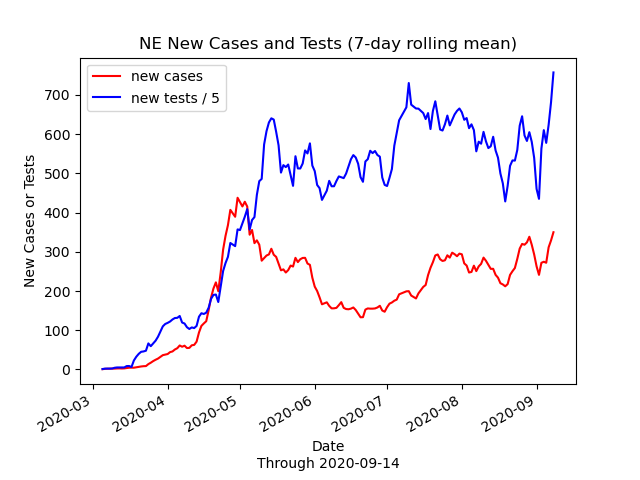 NE New Cases and Tests (7-day rolling mean)
new cases
new tests / 5
New Cases or Tests
700
600
500
400
300
200
100
0
2020-03
2020-04
2020-05
2020-06
2020-07
2020-08
2020-09
Date
Through 2020-09-14